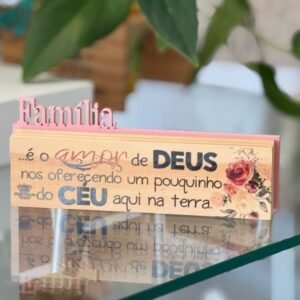 Família
...é o amor de DEUS
nos oferecendo um pouquinho
do CÉU aqui na terra.